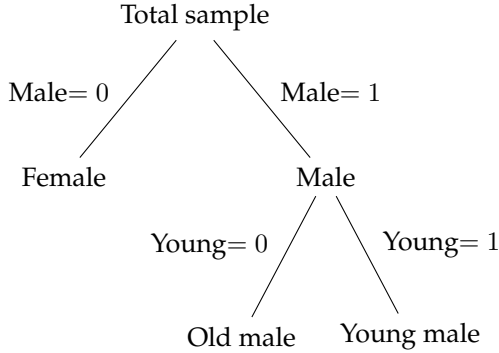 Total sample
Male= 0
Male= 1
Female
Male
Young= 0
Young= 1
Old male
Young male